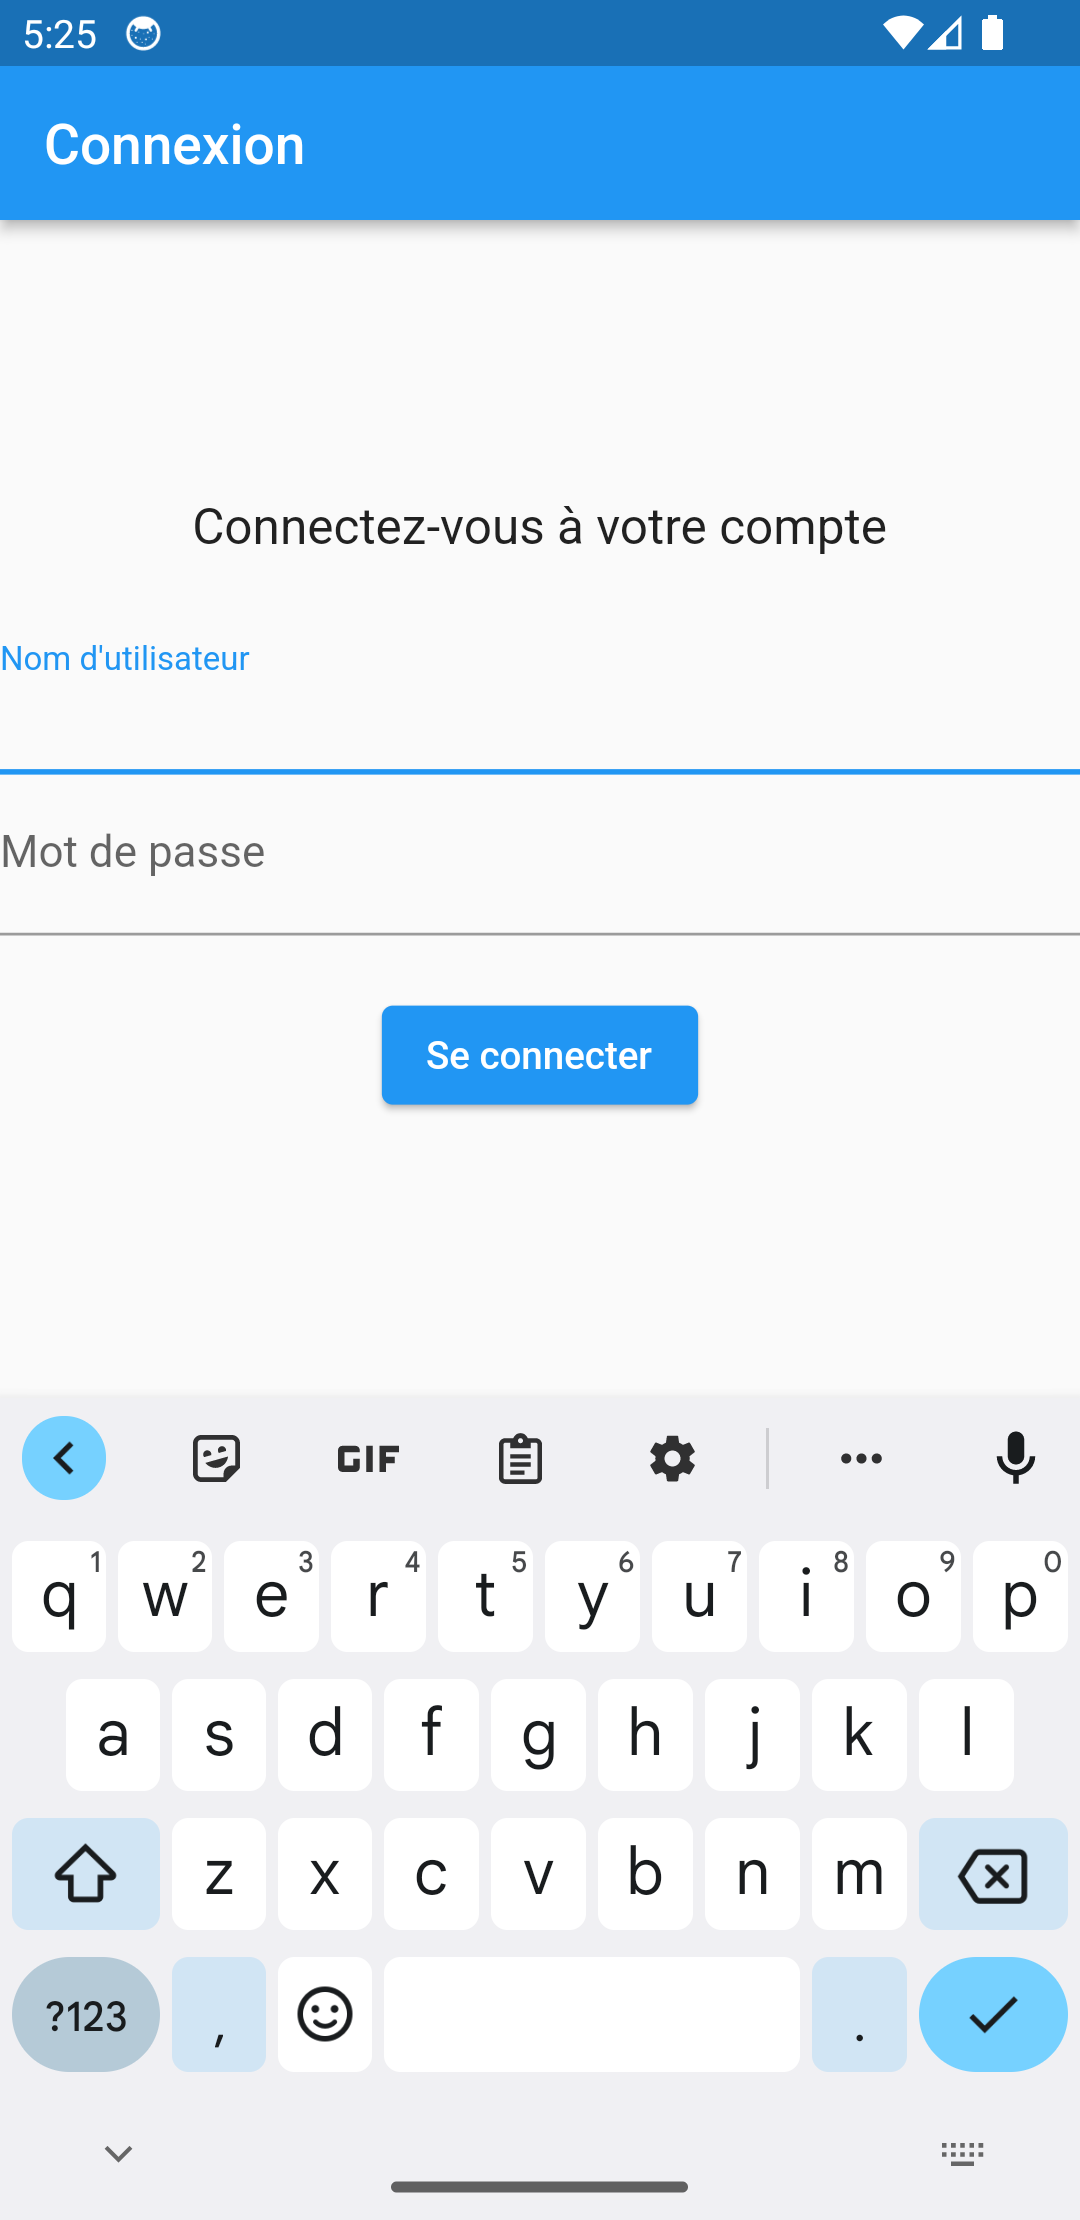 5:25
Connexion
Connectez-vous à votre compte
Nom d'utilisateur
Mot de passe
Se connecter
GIF
q 1 w 2 e 3 r 4 t 5 y 6 u 7 i 8 o 9 p 0
a s d f g h j k l
z x c v b n m
?123 , .